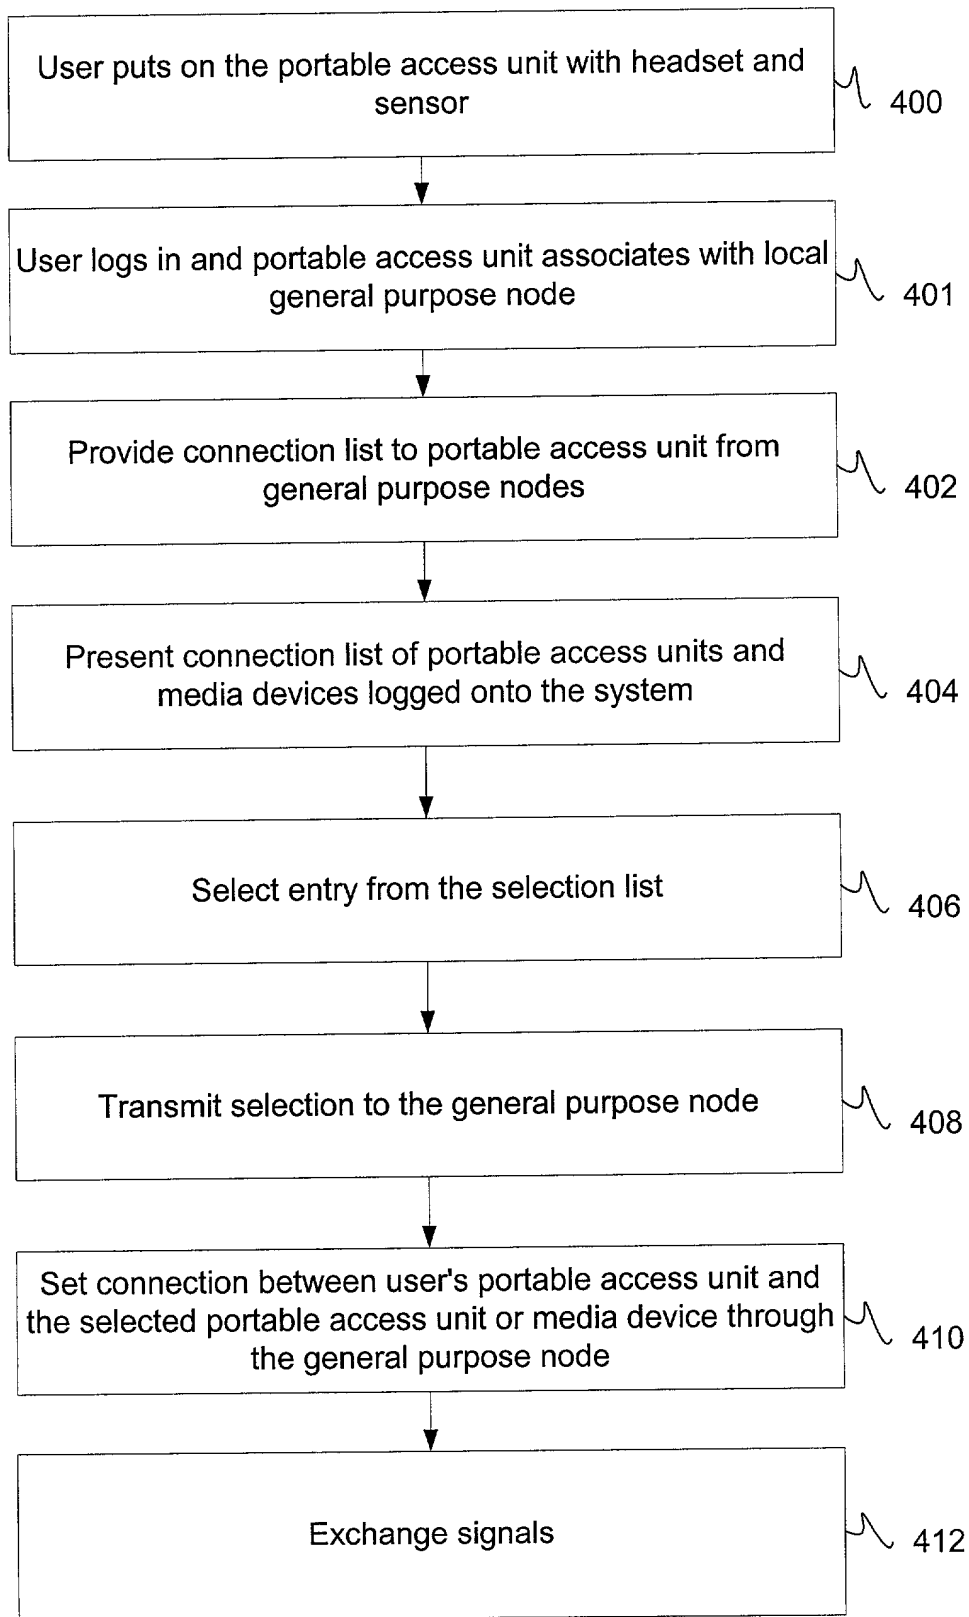 User puts on the portable access unit with headset and
sensor
400
User logs in and portable access unit associates with local
general purpose node
401
Provide connection list to portable access unit from
general purpose nodes
402
Present connection list of portable access units and
media devices logged onto the system
404
Select entry from the selection list
406
Transmit selection to the general purpose node
408
Set connection between user's portable access unit and
the selected portable access unit or media device through
the general purpose node
410
Exchange signals
412